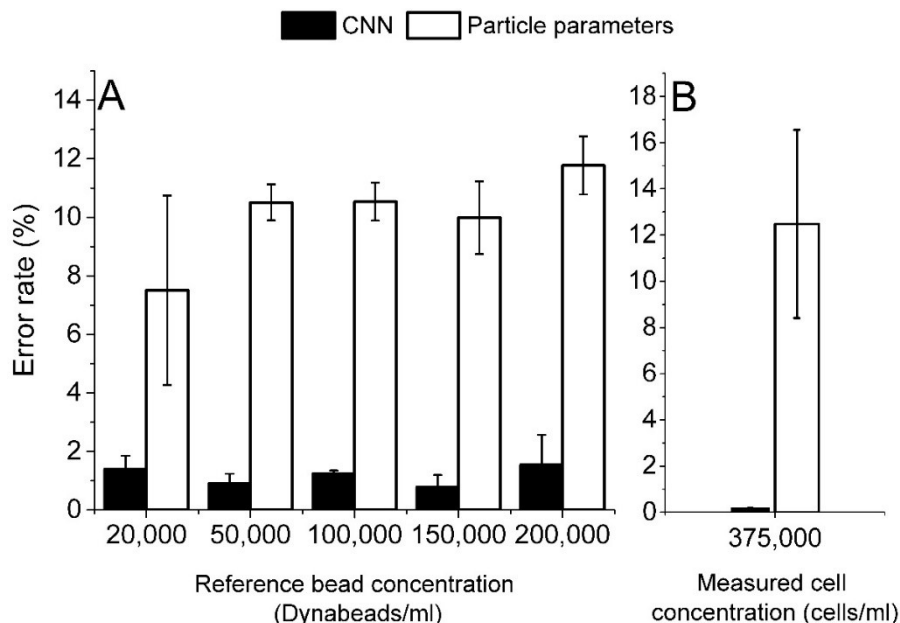 CNN Particle parameters
A
14
12
10
8
6
4
2
0
Error rate (%)
20,000 50,000 100,000 150,000 200,000
Reference bead concentration
(Dynabeads/ml)
B
18
16
14
12
10
8
6
4
2
0
375,000
Measured cell
concentration (cells/ml)